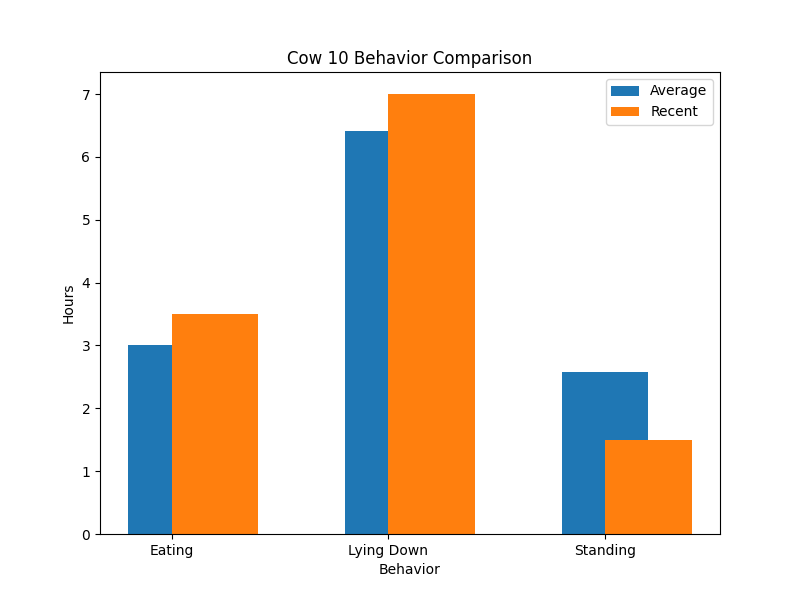 Cow 10 Behavior Comparison
Average
Recent
7
6
5
4
3
2
1
0
Hours
Eating
Lying Down
Standing
Behavior